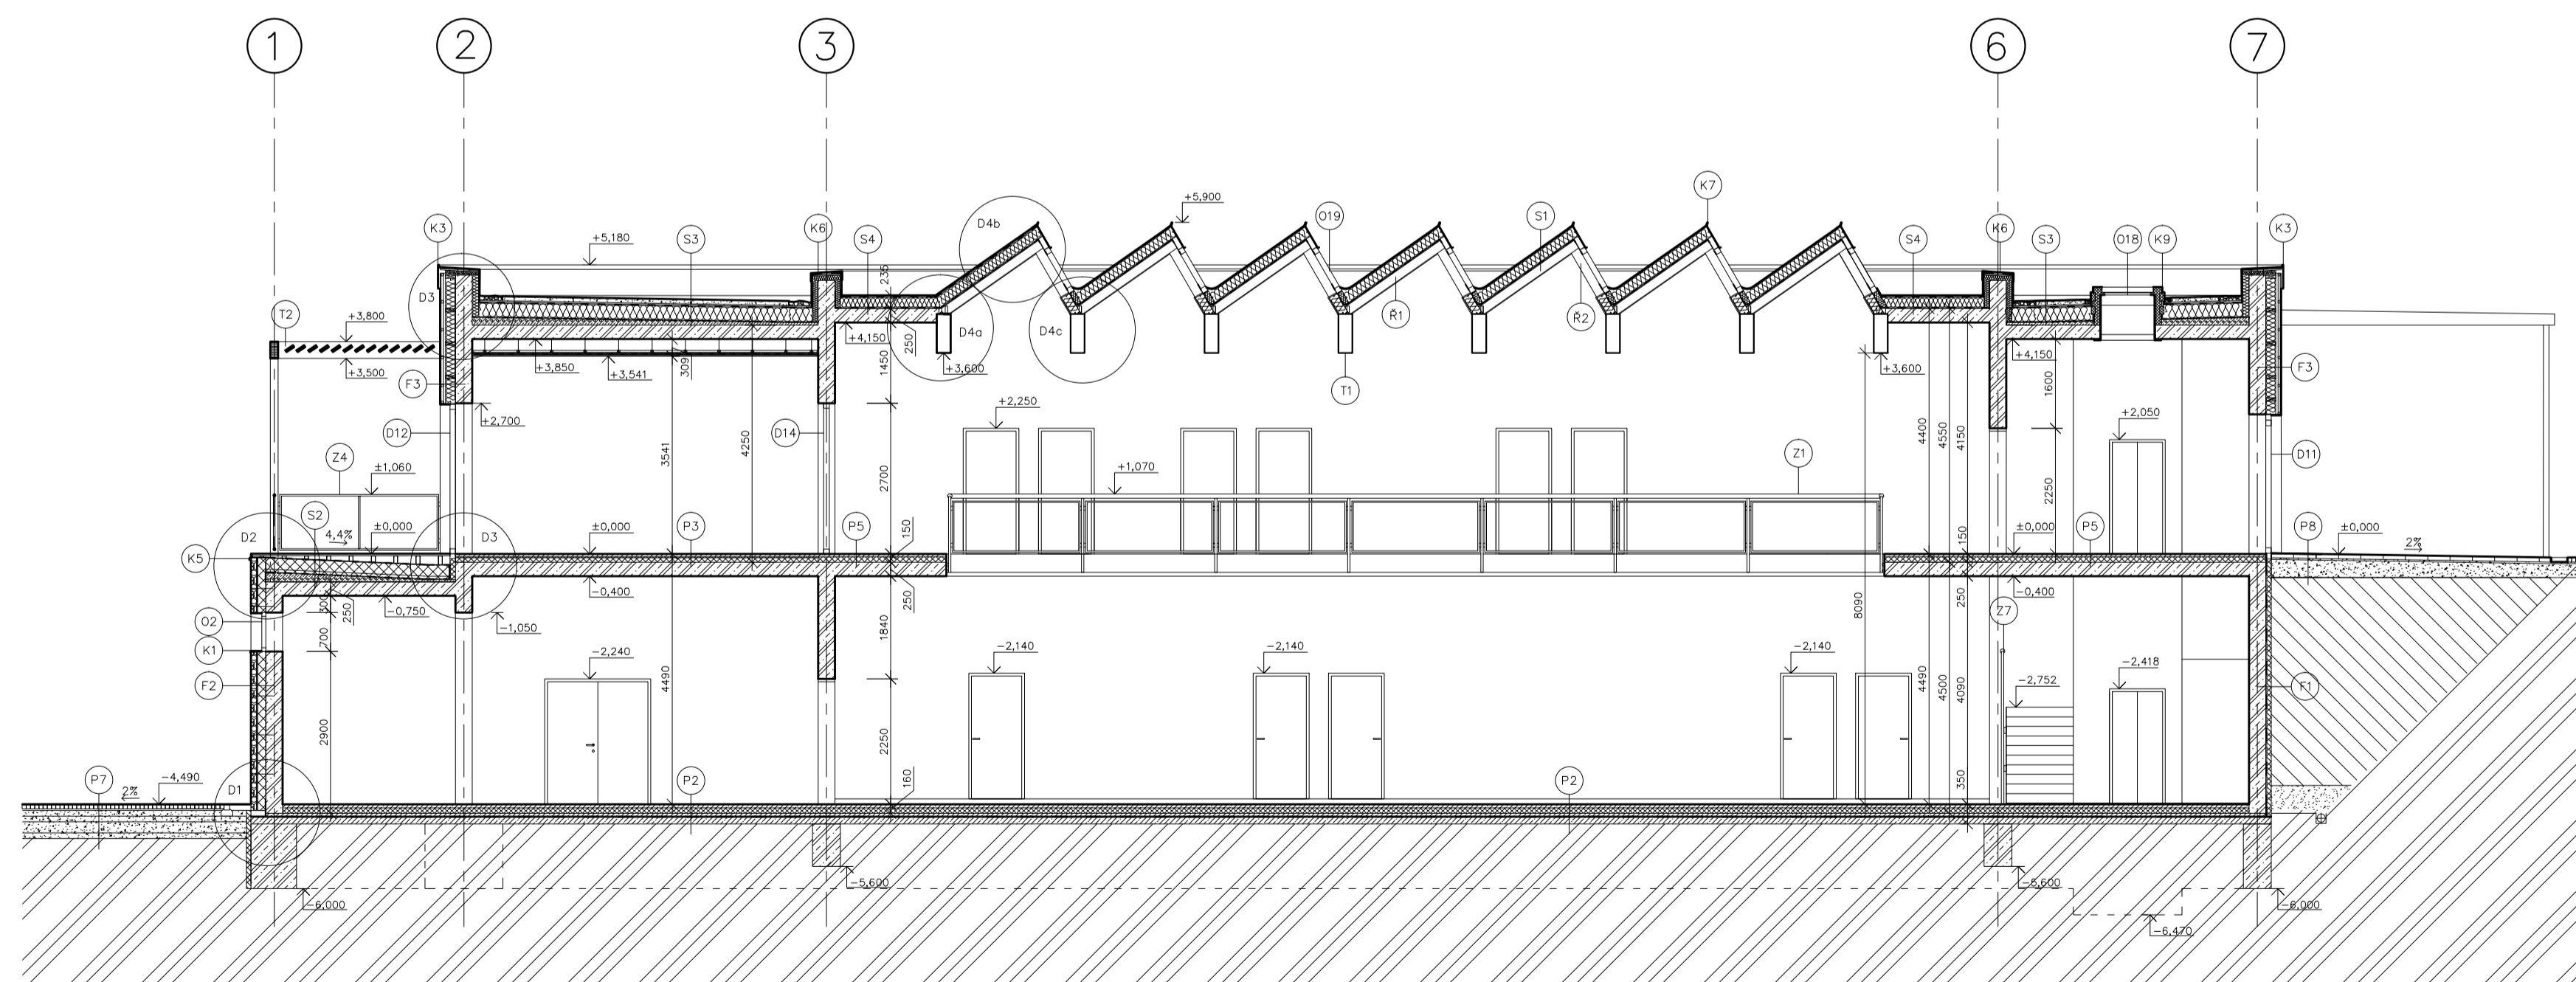 1 2 3 6 7
K3 K6 S4 D4b +5,900 O19 S1 K7 S4 K6 S3 O18 K9 K3
+5,180 S3
235
D3
T2 +3,800
+4,150 250 D4a D4c Ř1 Ř2
+3,500 +3,850 +3,541 309 1450 +3,600 T1 +3,600 +4,150
F3 1600 F3
+2,700 +2,250 +2,050
D12 D14
3541 4250 2700 4400 4550 4150 2250
Z4 ±1,060 +1,070 Z1 D11
S2 4,4% ±0,000 ±0,000 P3 P5 150 150 ±0,000 P5 P8 ±0,000
D2 D3 2%
K5
300 250 -0,750 -0,400 250 250 -0,400
-1,050
O2 700 1840 8090 Z7
K1 -2,240 -2,140 -2,140 -2,140 -2,418
F2 4490 4490 4500 4090 -2,752 F1
2900 2250
P7 2% -4,490 D1 P2 160 P2 350
-5,600 -5,600
-6,000 -6,000
-6,470